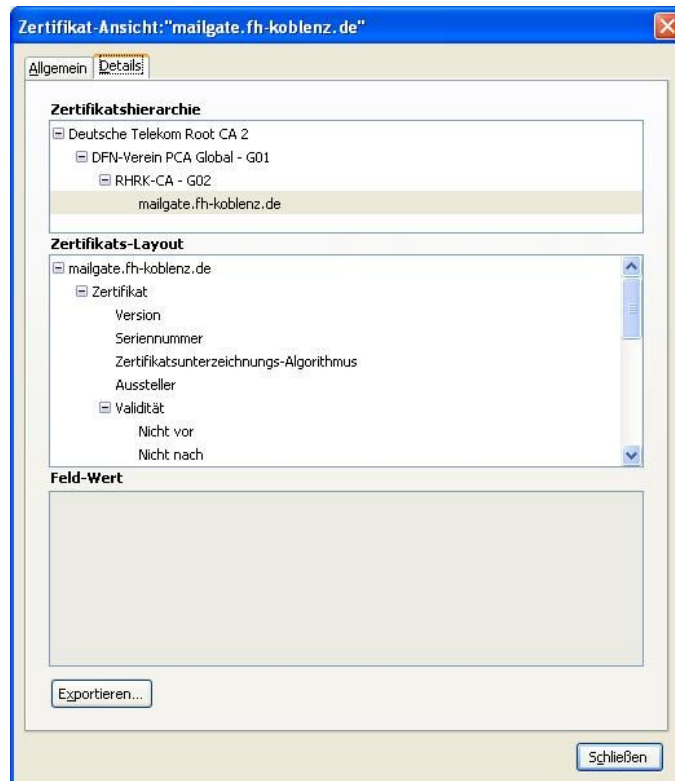 Zertifikat-Ansicht:"mailgate.fh-koblenz.de"
Allgemein Details
Zertifikatshierarchie
Deutsche Telekom Root CA 2
DFN-Verein PCA Global - G01
RHRK-CA - G02
mailgate.fh-koblenz.de
Zertifikats-Layout
mailgate.fh-koblenz.de
Zertifikat
Version
Seriennummer
Zertifikatsunterzeichnungs-Algorithmus
Aussteller
Validität
Nicht vor
Nicht nach
Feld-Wert
Exportieren...
Schließen